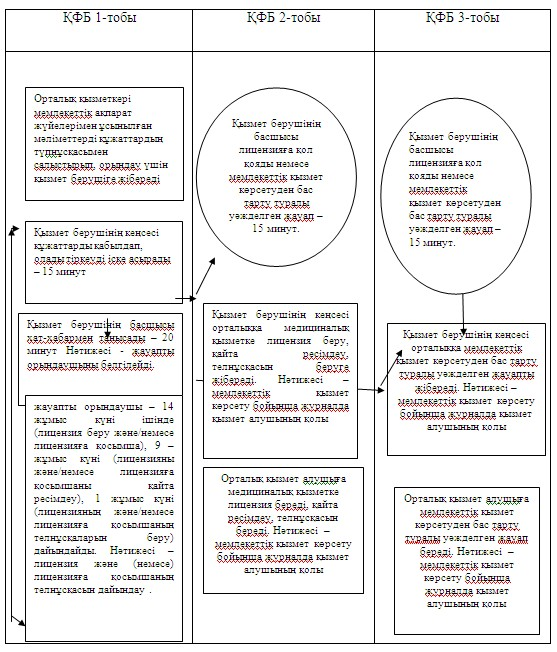 ҚФБ 1-тобы
ҚФБ 2-тобы
ҚФБ 3-тобы
Орталық қызметкері
мемлекеттік ақпарат
жүйелерімен ұсынылған
мәліметтерді құжаттардың
түпнұсқасымен
салыстырып, орындау үшін
қызмет берушіге жібереді
Қызмет берушінің кеңсесі
құжаттарды қабылдап,
оларды тіркеуді іске асырады
– 15 минут
Қызмет берушінің басшысы
хат-хабармен танысады – 20
минут Нәтижесі - жауапты
орындаушыны белгілейді.
жауапты орындаушы – 14
жұмыс күні ішінде
(лицензия беру және/немесе
лицензияға қосымша), 9 –
жұмыс күні (лицензияны
және/немесе лицензияға
қосымшаны қайта
ресімдеу), 1 жұмыс күні
(лицензияның және/немесе
лицензияға қосымшаның
телнұсқаларын беру)
дайындайды. Нәтижесі –
лицензия және (немесе)
лицензияға қосымшаның
телнұсқасын дайындау .
Қызмет берушінің
басшысы
лицензияға қол
қояды немесе
мемлекеттік қызмет
көрсетуден бас
тарту туралы
уәжделген жауап –
15 минут.
Қызмет берушінің кеңсесі
орталыққа медициналық
қызметке лицензия беру,
қайта ресімдеу,
телнұсқасын беруге
жібереді. Нәтижесі –
мемлекеттік қызмет
көрсету бойынша журналда
қызмет алушының қолы
Орталық қызмет алушыға
медициналық қызметке
лицензия береді, қайта
ресімдеу, телнұсқасын
береді. Нәтижесі –
мемлекеттік қызмет көрсету
бойынша журналда қызмет
алушының қолы
Қызмет берушінің
басшысы
лицензияға қол
қояды немесе
мемлекеттік
қызмет көрсетуден
бас тарту туралы
уәжделген жауап –
15 минут.
Қызмет берушінің кеңсесі
орталыққа мемлекеттік
қызмет көрсетуден бас тарту
туралы уәжделген жауапты
жібереді. Нәтижесі –
мемлекеттік қызмет көрсету
бойынша журналда қызмет
алушының қолы
Орталық қызмет алушыға
мемлекеттік қызмет
көрсетуден бас тарту
туралы уәжделген жауап
береді. Нәтижесі –
мемлекеттік қызмет
көрсету бойынша
журналда қызмет
алушының қолы